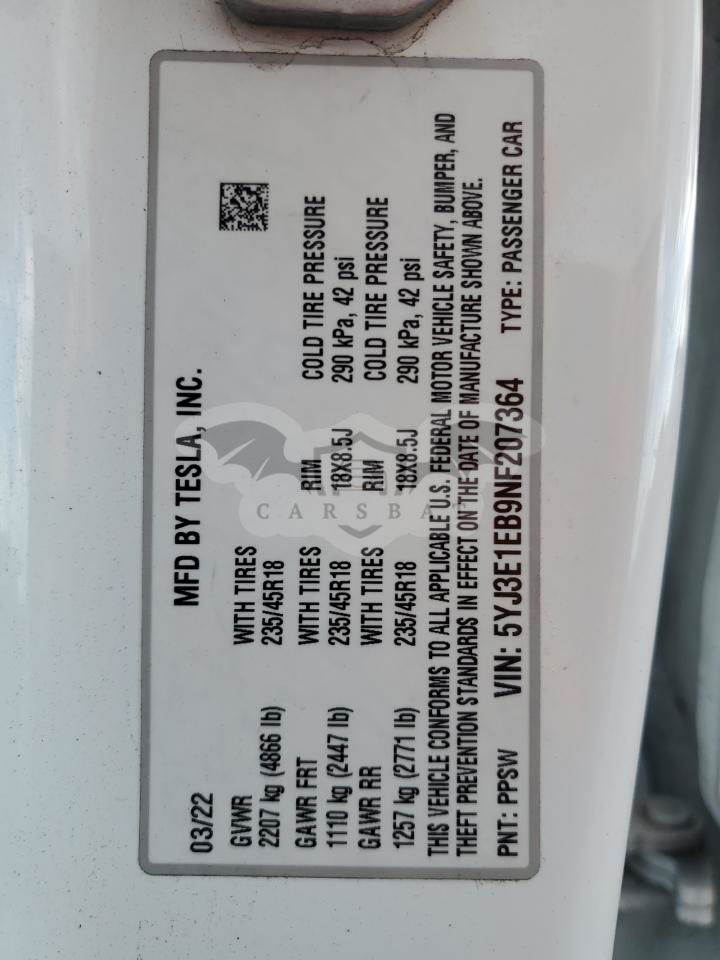 03/22 MFD BY TESLA, INC.
GVWR WITH TIRES
2207 kg (4866 lb) 235/45R18
GAWR FRT WITH TIRES RIM COLD TIRE PRESSURE
1110 kg (2447 lb) 235/45R18 18X8.5J 290 kPa, 42 psi
GAWR RR WITH TIRES RIM COLD TIRE PRESSURE
1257 kg (2771 lb) 235/45R18 18X8.5J 290 kPa, 42 psi
THIS VEHICLE CONFORMS TO ALL APPLICABLE U.S. FEDERAL MOTOR VEHICLE SAFETY, BUMPER, AND
THEFT PREVENTION STANDARDS IN EFFECT ON THE DATE OF MANUFACTURE SHOWN ABOVE.
PNT: PPSW VIN: 5YJ3E1EB9NF207364 TYPE: PASSENGER CAR
CARSBAT